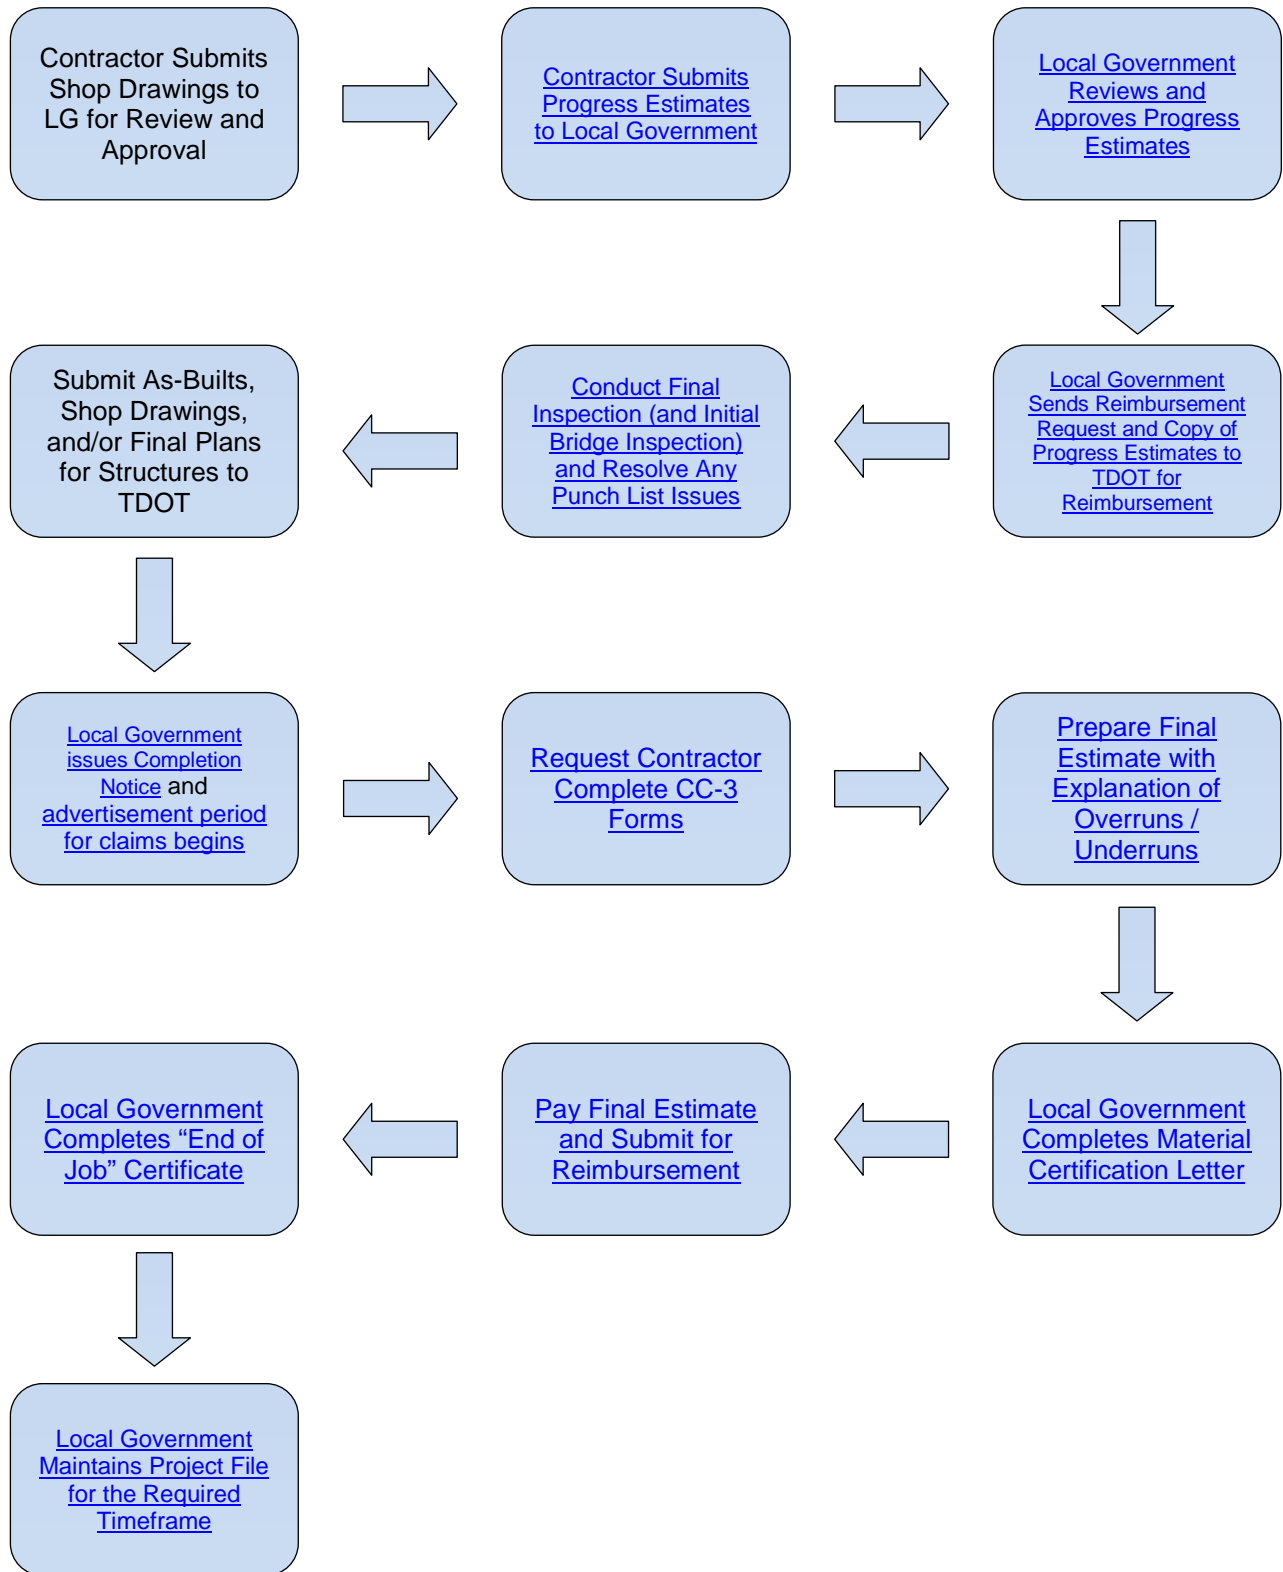 Contractor Submits
Shop Drawings to
LG for Review and
Approval
Contractor Submits
Progress Estimates
to Local Government
Local Government
Reviews and
Approves Progress
Estimates
Local Government
Sends Reimbursement
Request and Copy of
Progress Estimates to
TDOT for
Reimbursement
Conduct Final
Inspection (and Initial
Bridge Inspection)
and Resolve Any
Punch List Issues
Submit As-Builts,
Shop Drawings,
and/or Final Plans
for Structures to
TDOT
Local Government
issues Completion
Notice and
advertisement period
for claims begins
Request Contractor
Complete CC-3
Forms
Prepare Final
Estimate with
Explanation of
Overruns /
Underruns
Local Government
Completes Material
Certification Letter
Pay Final Estimate
and Submit for
Reimbursement
Local Government
Completes “End of
Job” Certificate
Local Government
Maintains Project File
for the Required
Timeframe